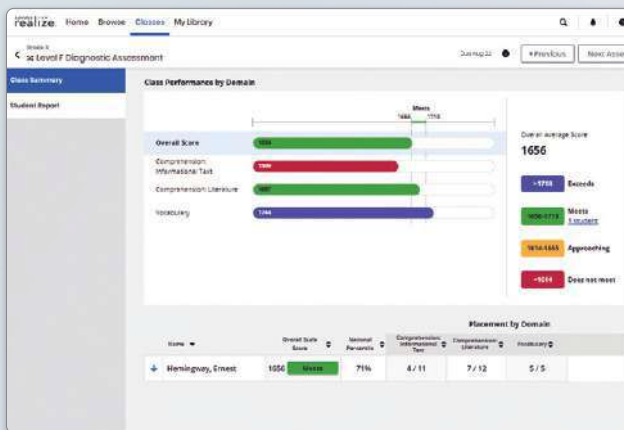 realize. Home Browse Classes My Library
Level F Diagnostic Assessment
Previous
Next Asse
Class Summary
Student Report
Class Performance by Domain
Meets
Overall Score
Comprehension:
Informational Text
Comprehension: Literature
Vocabulary
Overall Average Score
1656
Exceeds
Meets
1 student
Approaching
Does not meet
Placement by Domain
Name
Overall Scale
Score
National
Percentile
Comprehension:
Informational
Text
Comprehension:
Literature
Vocabulary
Hemingway, Ernest 1656 Meets 71% 4 / 11 7 / 12 5 / 5